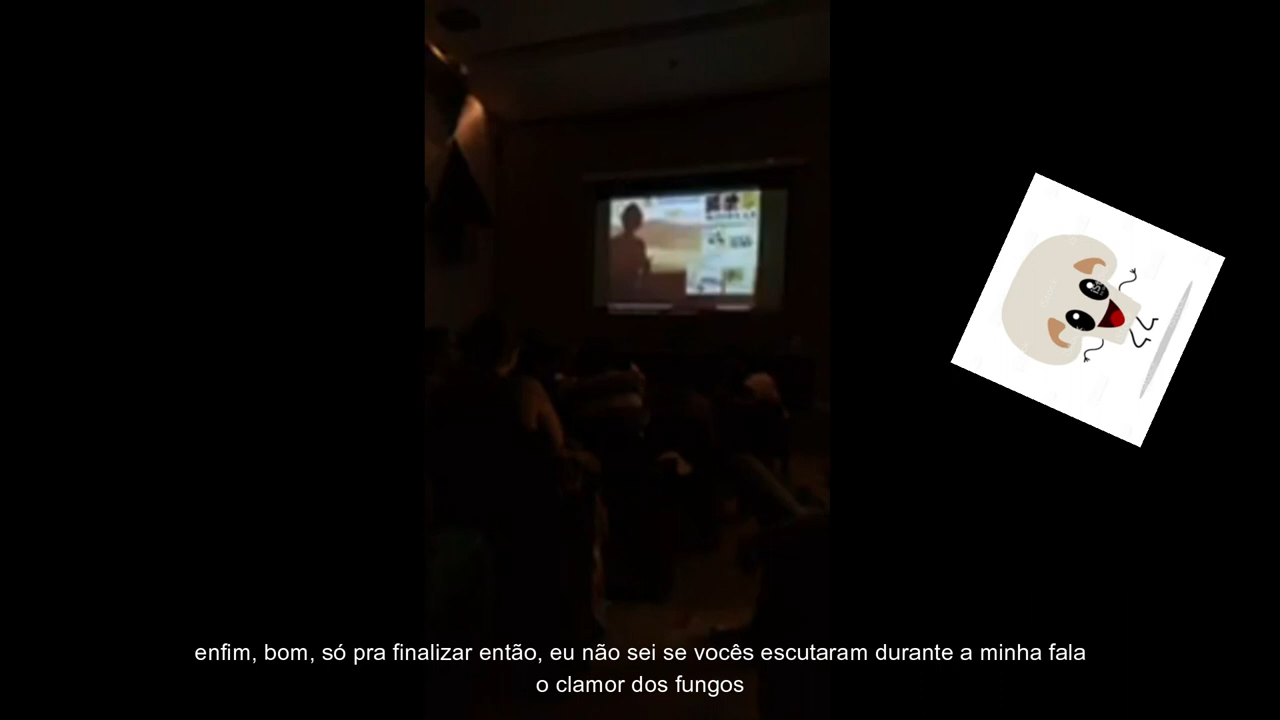 enfim, bom, só pra finalizar então, eu não sei se vocês escutaram durante a minha fala
o clamor dos fungos